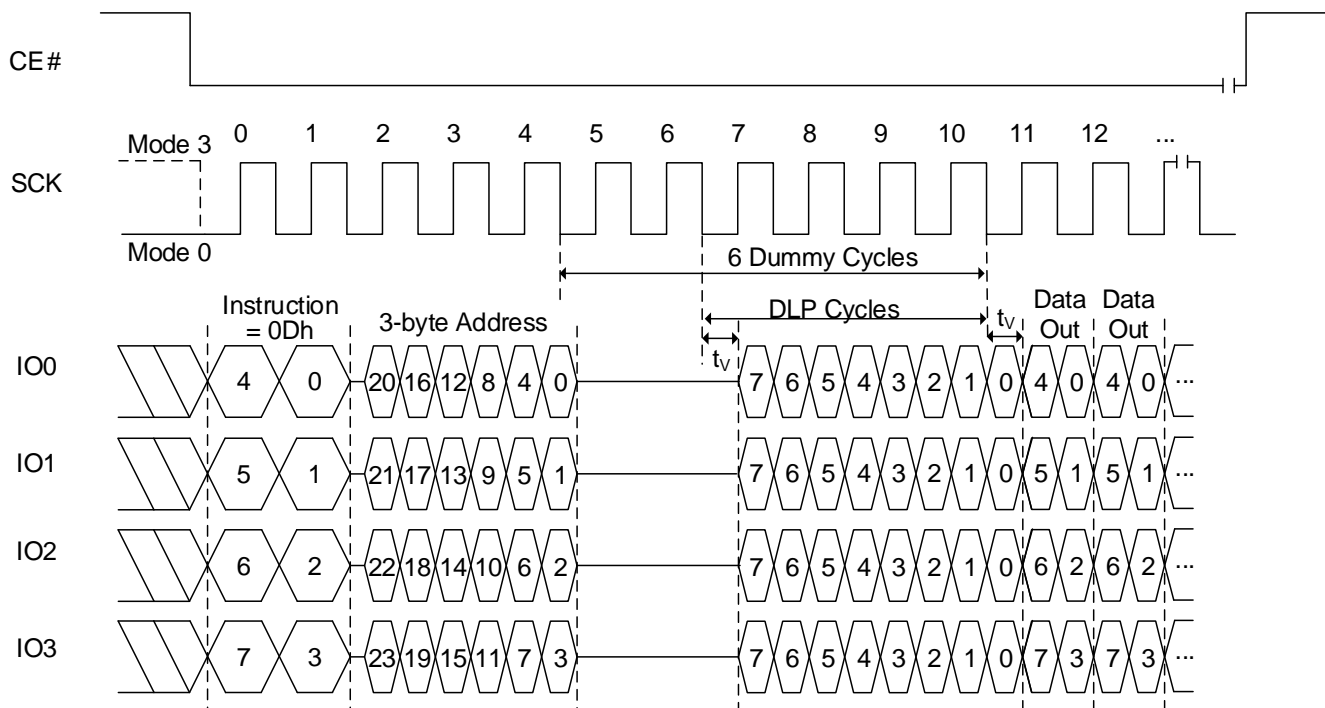 CE#
0 1 2 3 4 5 6 7 8 9 10 11 12 ...
Mode 3
SCK
Mode 0
6 Dummy Cycles
Instruction
= 0Dh
3-byte Address
DLP Cycles
tV
tV
Data
Out
Data
Out
IO0 4 0 20 16 12 8 4 0 7 6 5 4 3 2 1 0 4 0 4 0 ...
IO1 5 1 21 17 13 9 5 1 7 6 5 4 3 2 1 0 5 1 5 1 ...
IO2 6 2 22 18 14 10 6 2 7 6 5 4 3 2 1 0 6 2 6 2 ...
IO3 7 3 23 19 15 11 7 3 7 6 5 4 3 2 1 0 7 3 7 3 ...